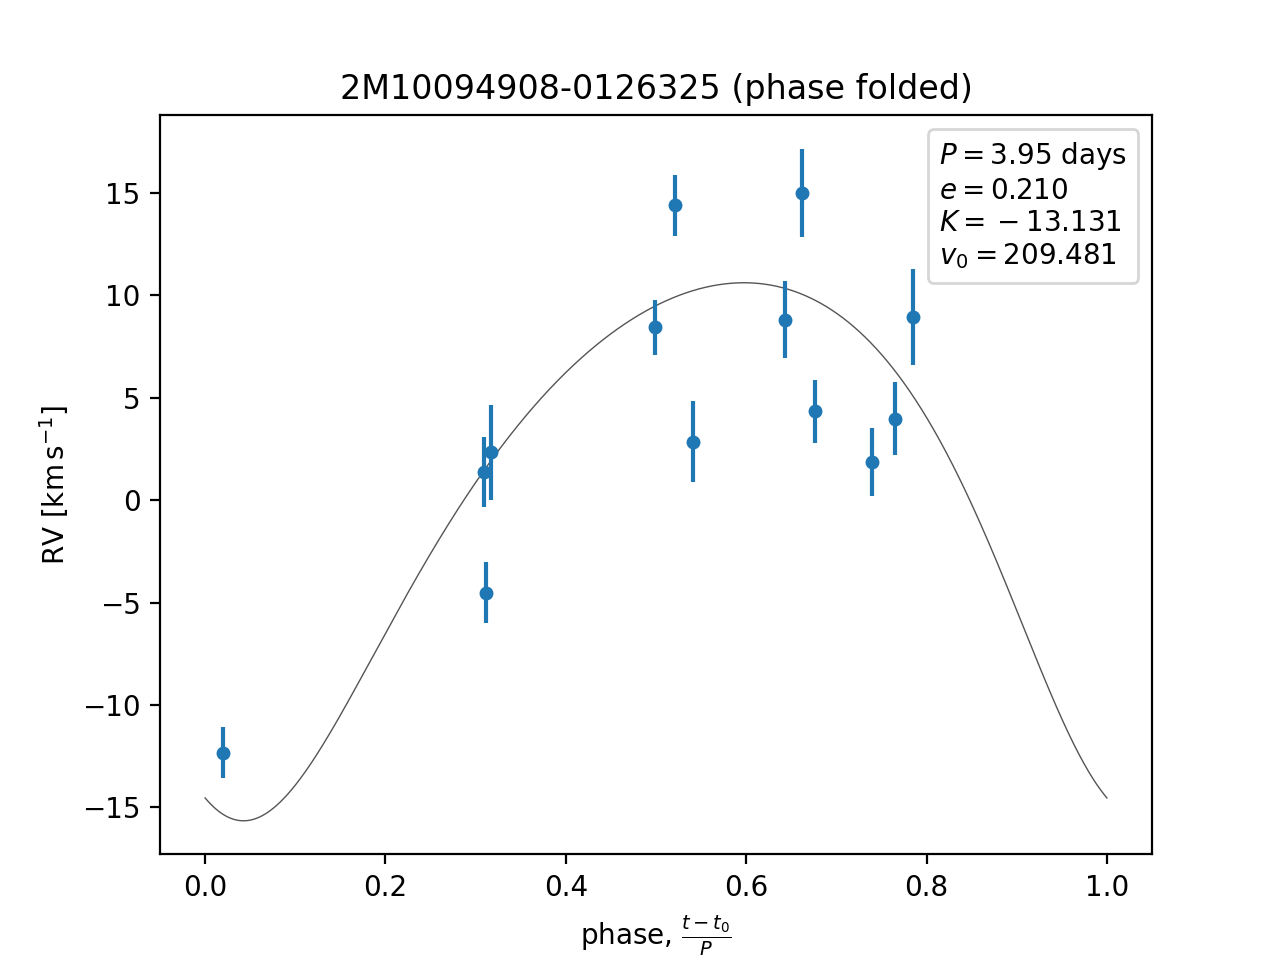 2M10094908-0126325 (phase folded)
P = 3.95 days
e = 0.210
K = −13.131
v₀ = 209.481
RV [km s⁻¹]
15
10
5
0
−5
−10
−15
0.0 0.2 0.4 0.6 0.8 1.0
phase, (t − t₀)/P